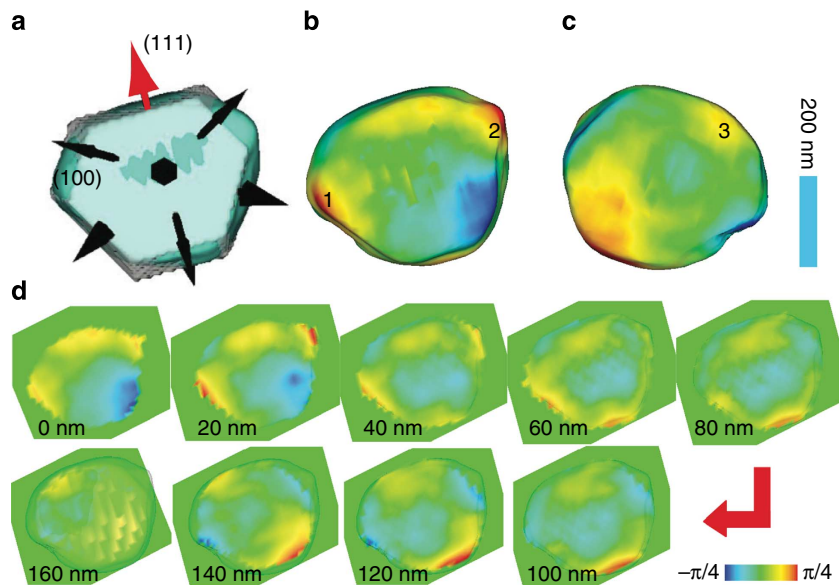 a
b
c
(111)
(100)
1
2
3
200 nm
d
0 nm
20 nm
40 nm
60 nm
80 nm
160 nm
140 nm
120 nm
100 nm
−π/4
π/4